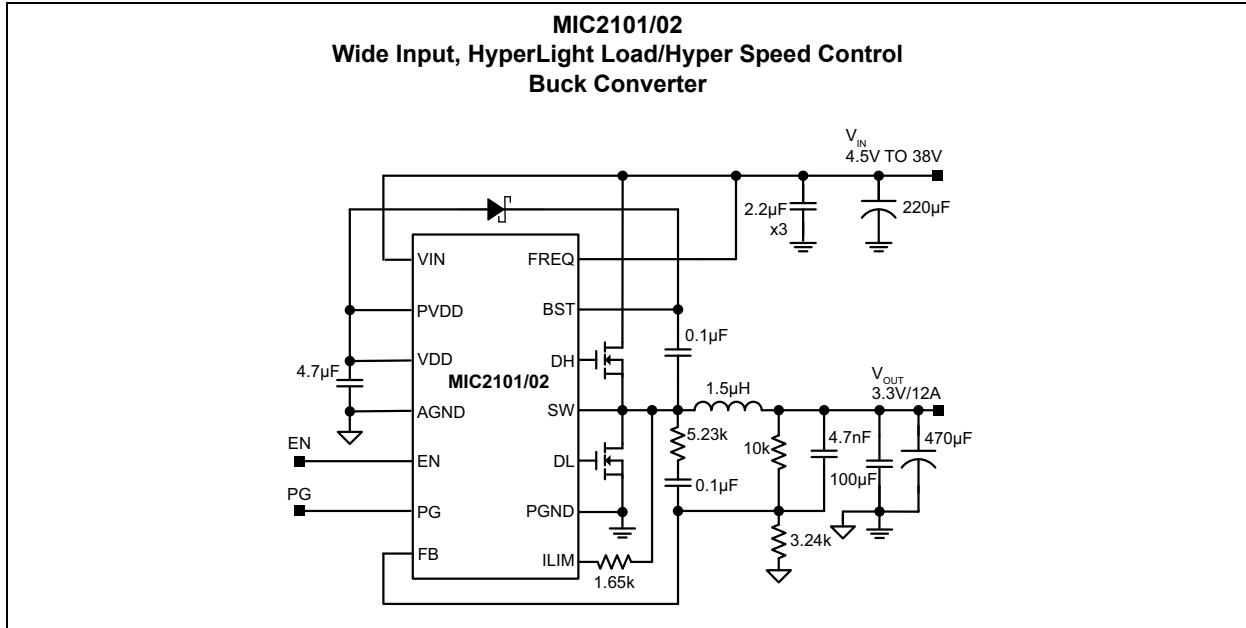 MIC2101/02
Wide Input, HyperLight Load/Hyper Speed Control
Buck Converter
V_IN
4.5V TO 38V
2.2µF
x3
220µF
VIN
FREQ
PVDD
BST
0.1µF
VDD
DH
4.7µF
MIC2101/02
1.5µH
V_OUT
3.3V/12A
AGND
SW
5.23k
10k
4.7nF
470µF
EN
EN
DL
100µF
0.1µF
PG
PG
PGND
3.24k
FB
ILIM
1.65k